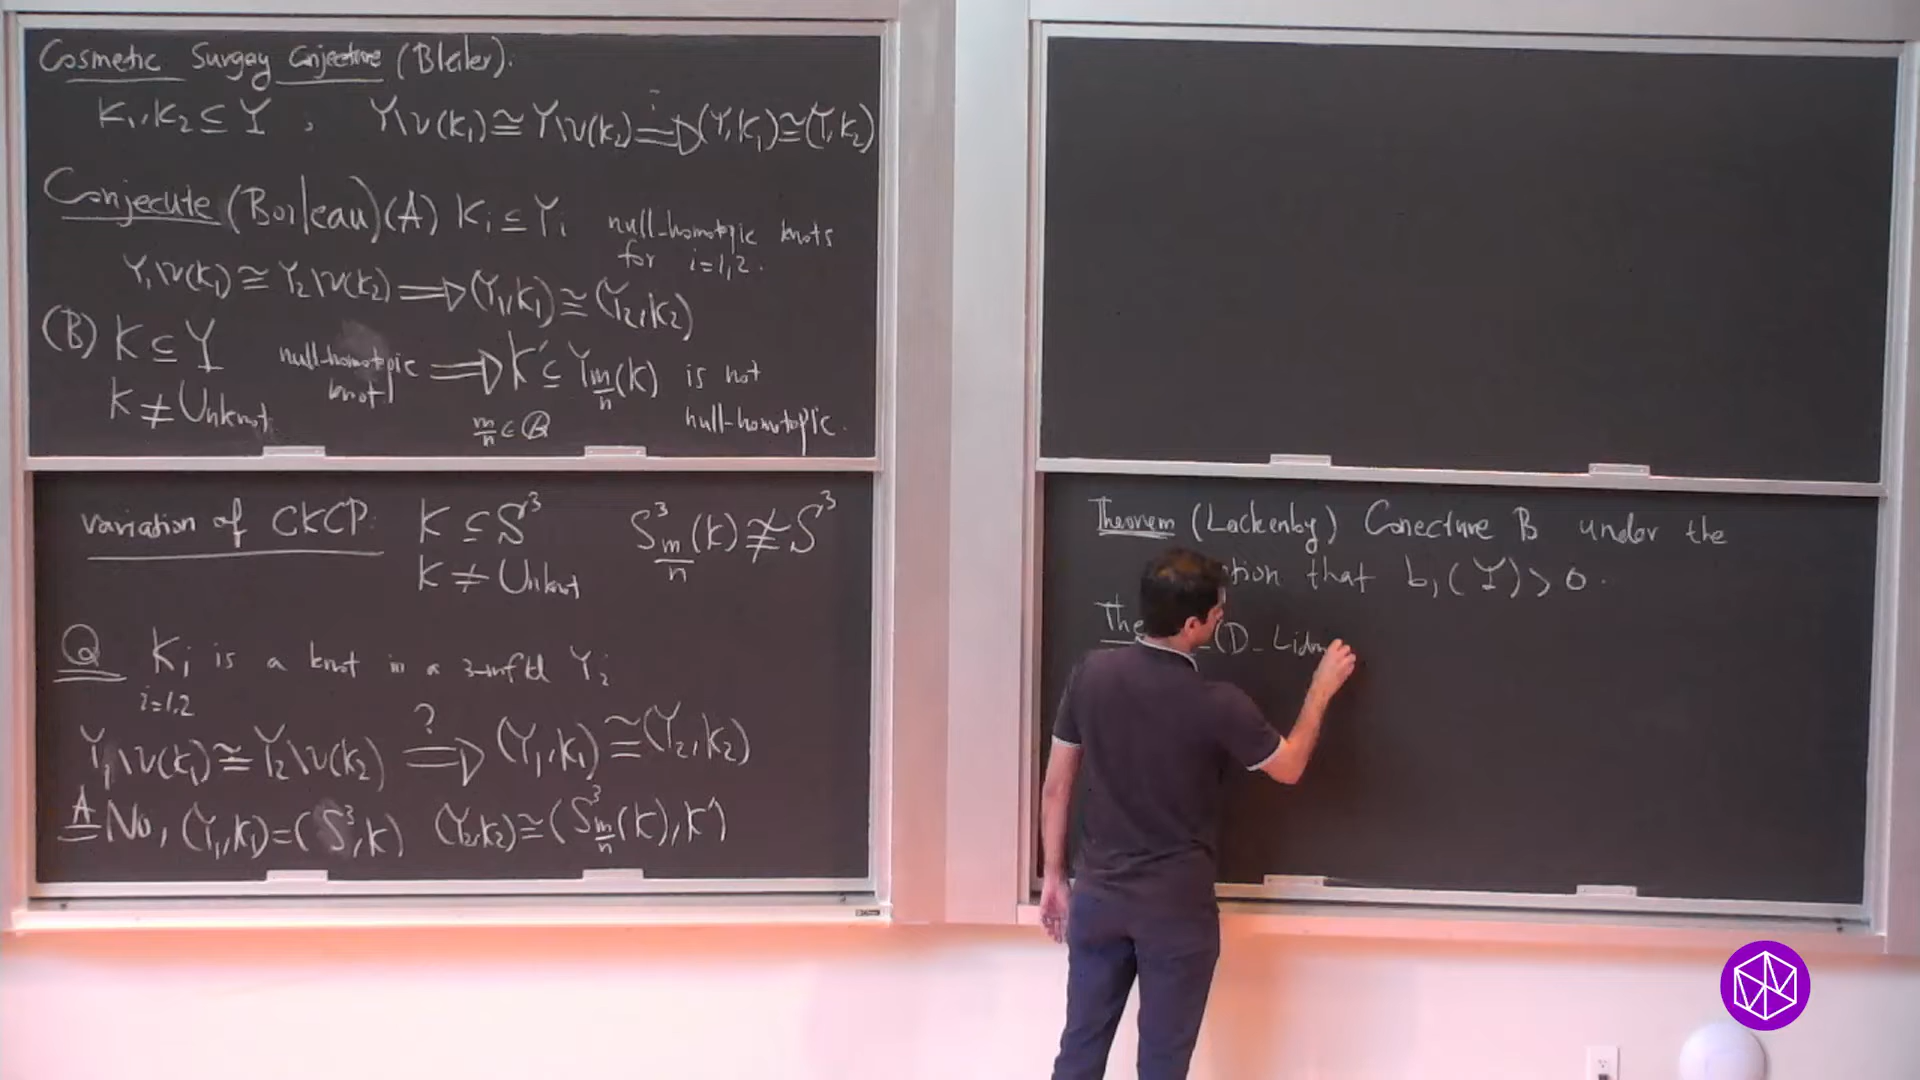 Cosmetic Surgery Conjecture (Bleiler).
K₁, K₂ ⊆ Y , Y\ν(K₁) ≅ Y\ν(K₂) ⟹ (Y, K₁) ≅ (Y, K₂)
Conjecute (Boileau) (A) Kᵢ ⊆ Yᵢ null-homotopic knots
for i=1,2.
Y₁\ν(K₁) ≅ Y₂\ν(K₂) ⟹ (Y₁, K₁) ≅ (Y₂, K₂)
(B) K ⊆ Y null-homotopic knot ⟹ K' ⊆ Y_{m/n}(K) is not
K ≠ Unknot m/n ∈ Q null-homotopic.
variation of CKCP: K ⊆ S³ S³_{m/n}(K) ≇ S³
K ≠ Unknot
Q Kᵢ is a knot in a 3-mfld Yᵢ
i=1,2
Y₁\ν(K₁) ≅ Y₂\ν(K₂) ⟹? (Y₁, K₁) ≅ (Y₂, K₂)
A No, (Y₁, K₁) = (S³, K) (Y₂, K₂) ≅ (S³_{m/n}(K), K')
Theorem (Lackenby) Conecture B under the
that b₁(Y) > 0.
(D_